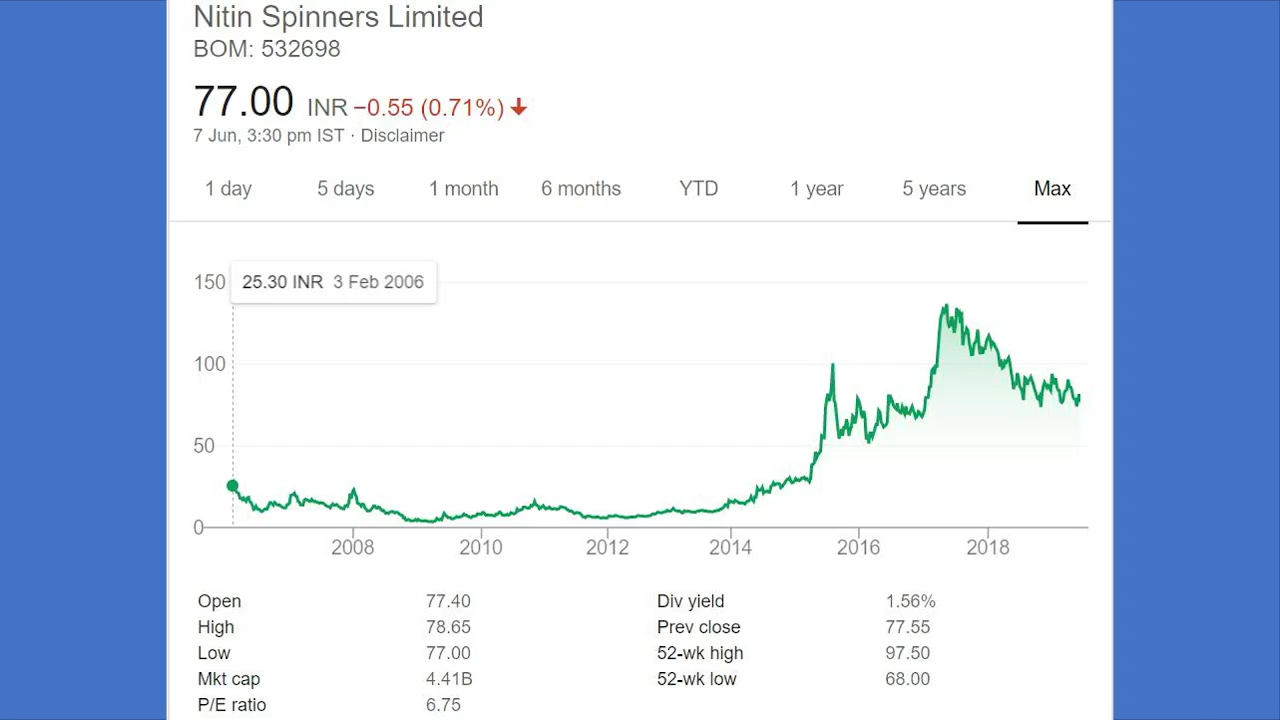 Nitin Spinners Limited
BOM: 532698
77.00 INR −0.55 (0.71%)
7 Jun, 3:30 pm IST · Disclaimer
1 day 5 days 1 month 6 months YTD 1 year 5 years Max
150
25.30 INR 3 Feb 2006
100
50
0
2008 2010 2012 2014 2016 2018
Open 77.40 Div yield 1.56%
High 78.65 Prev close 77.55
Low 77.00 52-wk high 97.50
Mkt cap 4.41B 52-wk low 68.00
P/E ratio 6.75